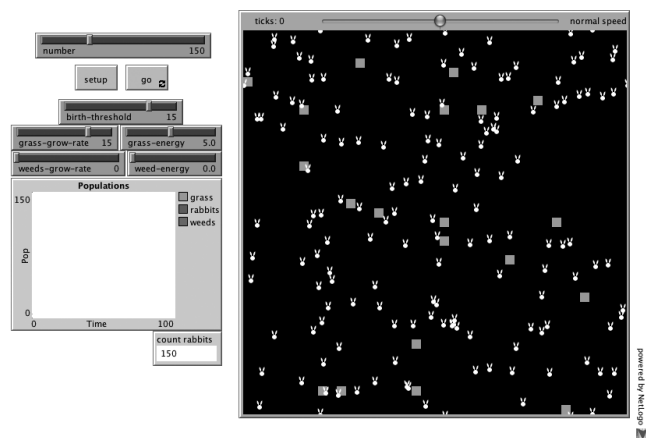 ticks: 0 normal speed
number 150
setup go
birth-threshold 15
grass-grow-rate 15 grass-energy 5.0
weeds-grow-rate 0 weed-energy 0.0
Populations
150
grass
rabbits
weeds
Pop
0
0 Time 100
count rabbits
150
powered by NetLogo